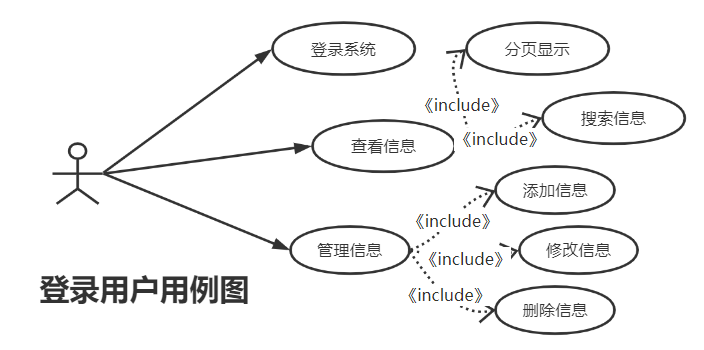 登录系统
分页显示
《include》
搜索信息
《include》
查看信息
添加信息
《include》
管理信息
修改信息
《include》
登录用户用例图
《include》
删除信息